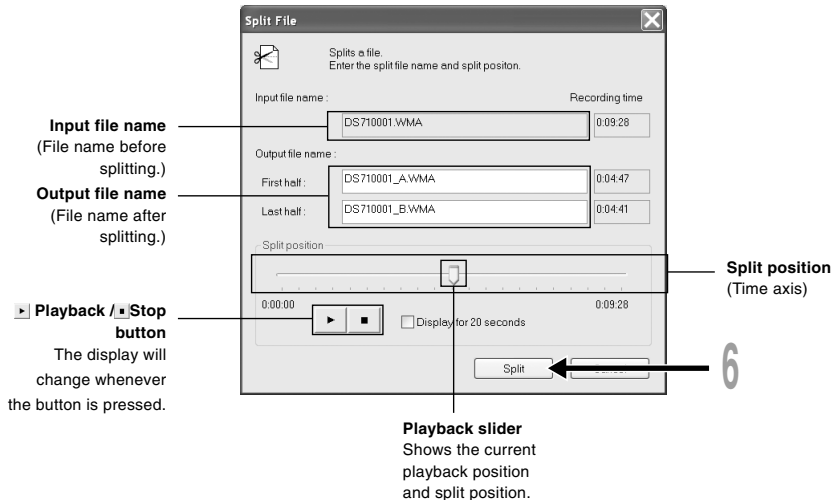 Split File
Splits a file.
Enter the split file name and split positon.
Input file name :
Recording time
DS710001.WMA
0:09:28
Output file name :
First half :
DS710001_A.WMA
0:04:47
Last half :
DS710001_B.WMA
0:04:41
Split position
0:00:00
0:09:28
Display for 20 seconds
Split
Input file name
(File name before
splitting.)
Output file name
(File name after
splitting.)
Playback / Stop
button
The display will
change whenever
the button is pressed.
Split position
(Time axis)
6
Playback slider
Shows the current
playback position
and split position.